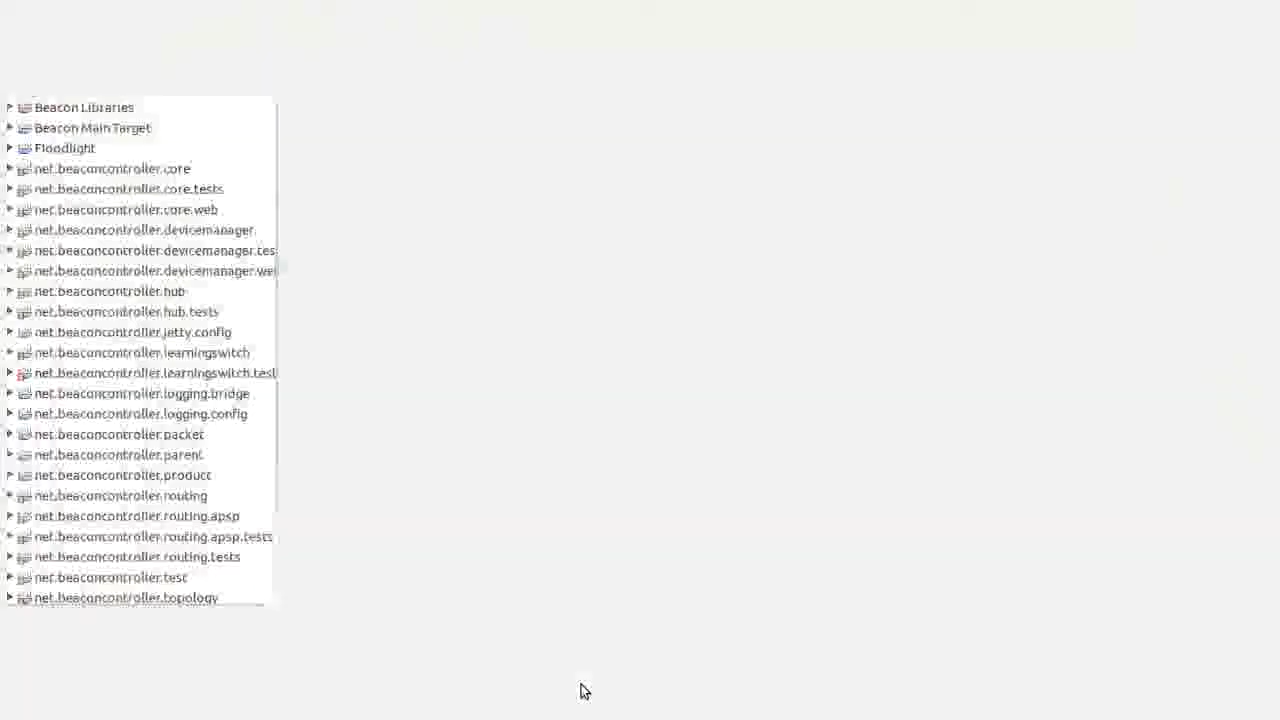 Beacon Libraries
Beacon Main Target
Floodlight
net.beaconcontroller.core
net.beaconcontroller.core.tests
net.beaconcontroller.core.web
net.beaconcontroller.devicemanager
net.beaconcontroller.devicemanager.tes
net.beaconcontroller.devicemanager.we
net.beaconcontroller.hub
net.beaconcontroller.hub.tests
net.beaconcontroller.jetty.config
net.beaconcontroller.learningswitch
net.beaconcontroller.learningswitch.test
net.beaconcontroller.logging.bridge
net.beaconcontroller.logging.config
net.beaconcontroller.packet
net.beaconcontroller.parent
net.beaconcontroller.product
net.beaconcontroller.routing
net.beaconcontroller.routing.apsp
net.beaconcontroller.routing.apsp.tests
net.beaconcontroller.routing.tests
net.beaconcontroller.test
net.beaconcontroller.topology